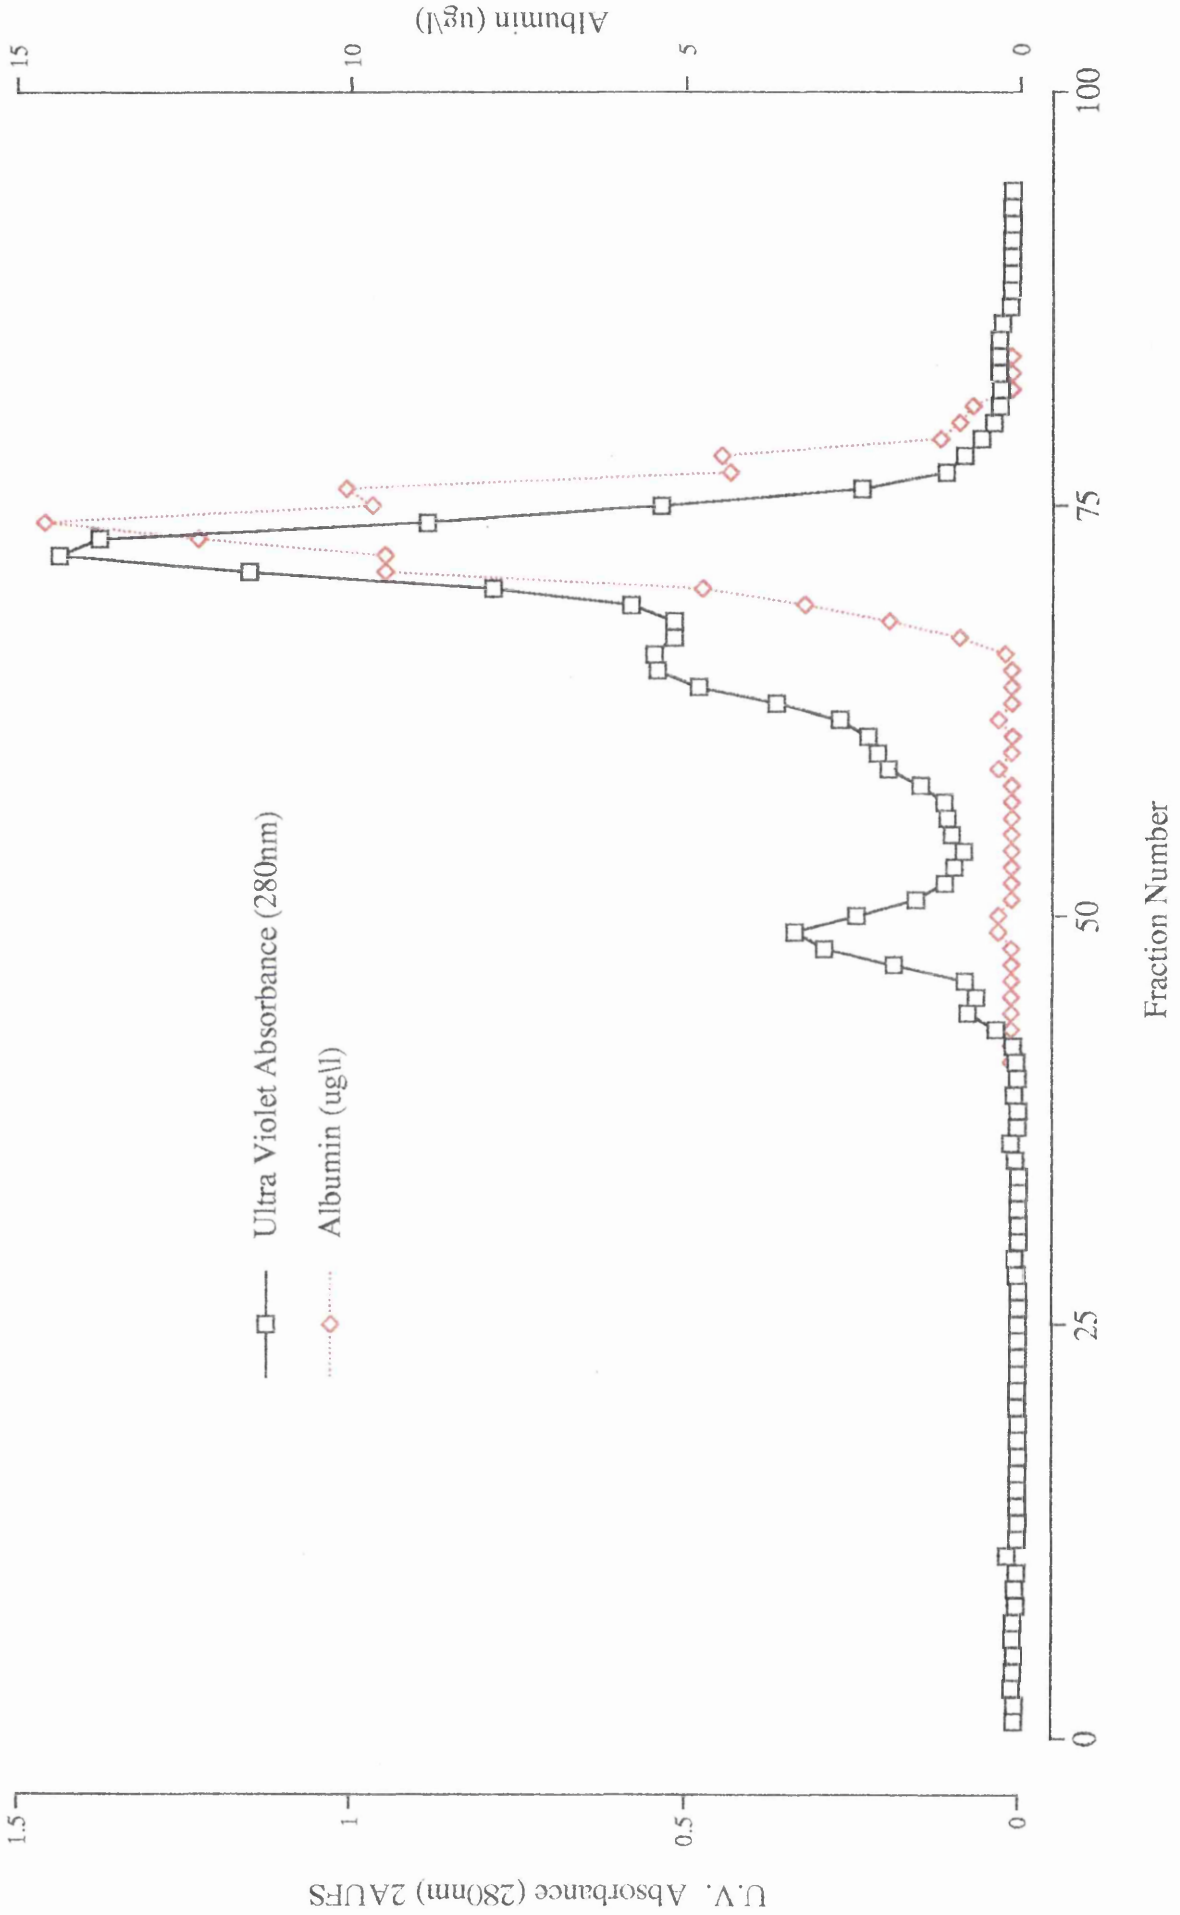 U.V. Absorbance (280nm) 2AUFS
1.5
1
0.5
0
Ultra Violet Absorbance (280nm)
Albumin (ug\l)
Albumin (ug\l)
15
10
5
0
0
25
50
75
100
Fraction Number